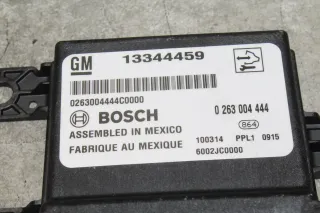 GM 13344459
0263004444C0000
BOSCH 0 263 004 444
ASSEMBLED IN MEXICO 864
FABRIQUE AU MEXIQUE 100314 PPL1 0915
6002JC0000